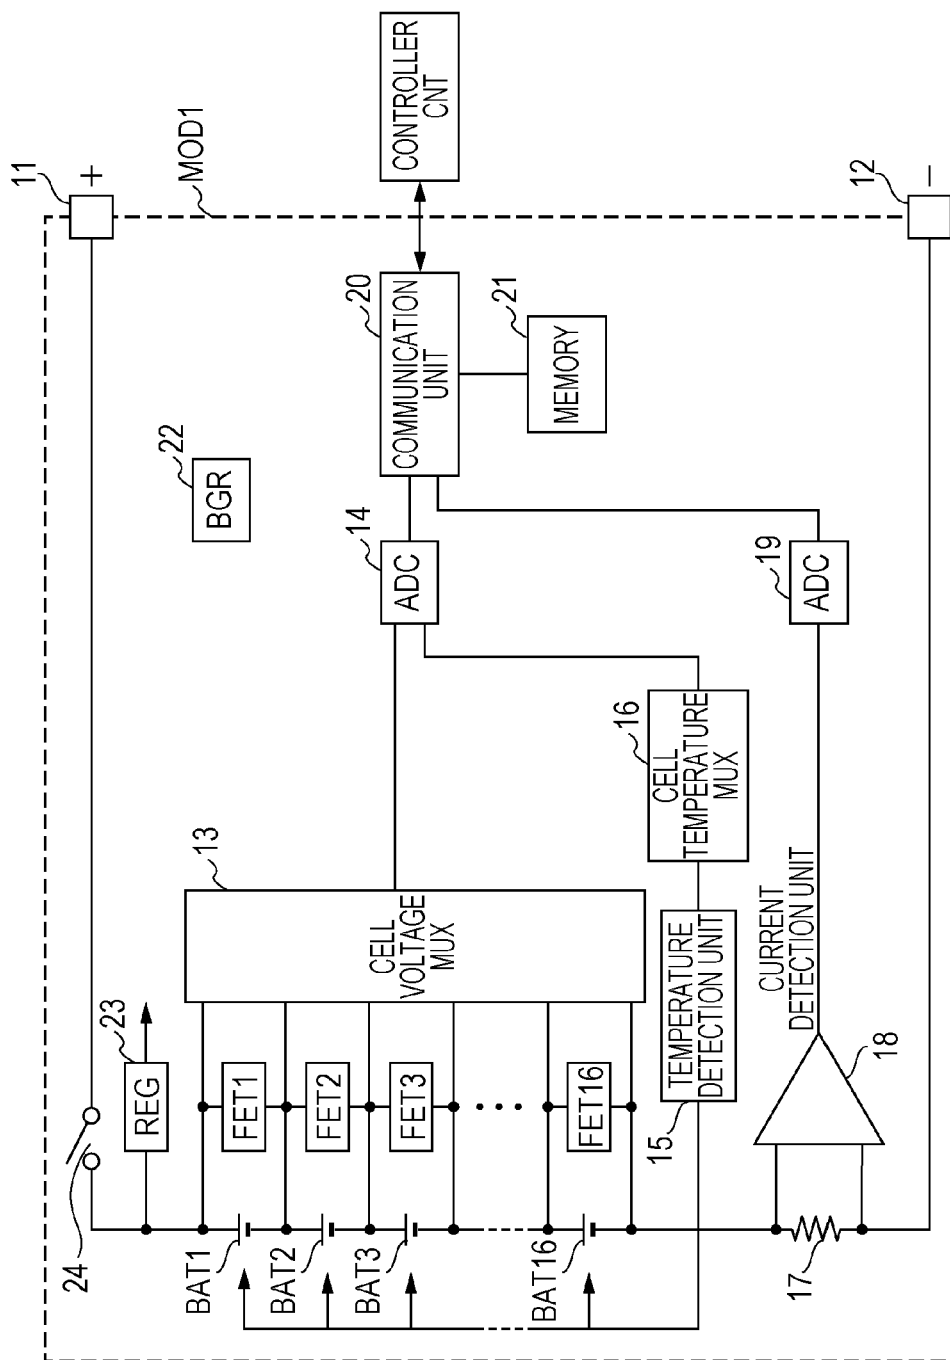 11
+
MOD1
12
−
CONTROLLER
CNT
20
COMMUNICATION
UNIT
21
MEMORY
22
BGR
14
ADC
19
ADC
16
CELL
TEMPERATURE
MUX
13
CELL
VOLTAGE
MUX
TEMPERATURE
DETECTION UNIT
15
CURRENT
DETECTION UNIT
18
23
REG
FET1
FET2
FET3
FET16
24
BAT1
BAT2
BAT3
BAT16
17